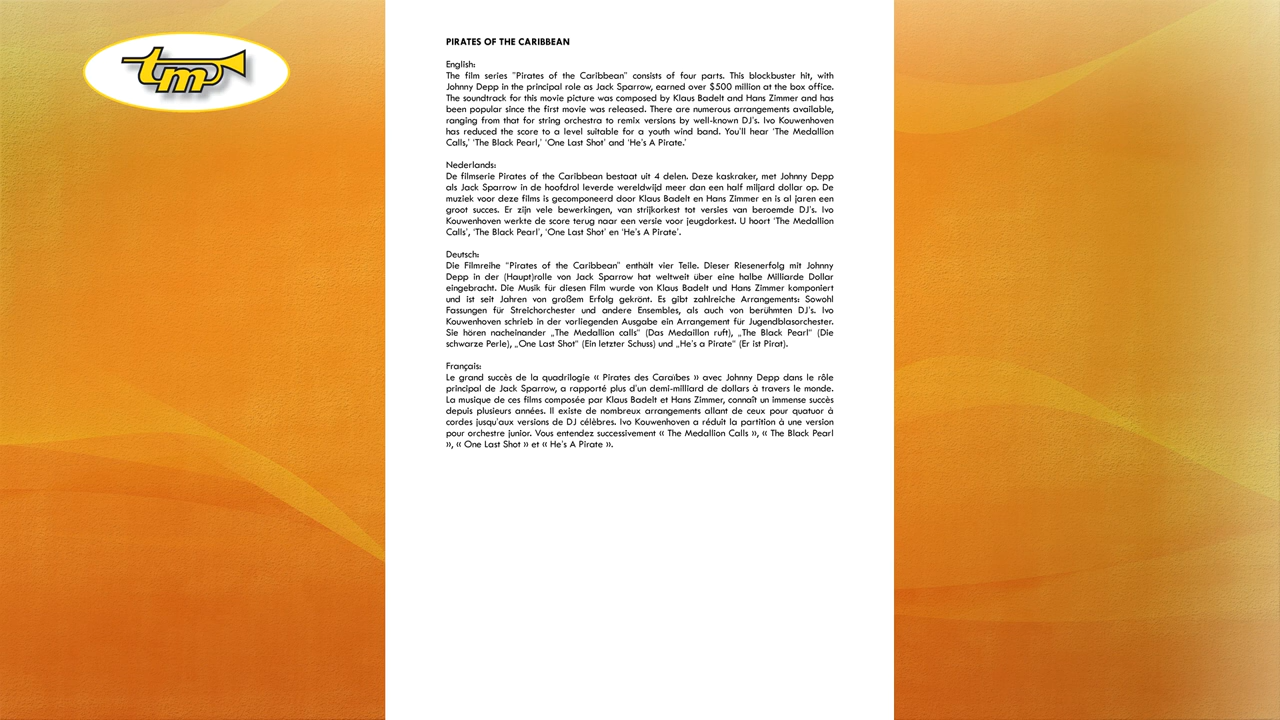 tm
PIRATES OF THE CARIBBEAN
English:
The film series "Pirates of the Caribbean" consists of four parts. This blockbuster hit, with
Johnny Depp in the principal role as Jack Sparrow, earned over $500 million at the box office.
The soundtrack for this movie picture was composed by Klaus Badelt and Hans Zimmer and has
been popular since the first movie was released. There are numerous arrangements available,
ranging from that for string orchestra to remix versions by well-known DJ's. Ivo Kouwenhoven
has reduced the score to a level suitable for a youth wind band. You'll hear 'The Medallion
Calls,' 'The Black Pearl,' 'One Last Shot' and 'He's A Pirate.'
Nederlands:
De filmserie Pirates of the Caribbean bestaat uit 4 delen. Deze kaskraker, met Johnny Depp
als Jack Sparrow in de hoofdrol leverde wereldwijd meer dan een half miljard dollar op. De
muziek voor deze films is gecomponeerd door Klaus Badelt en Hans Zimmer en is al jaren een
groot succes. Er zijn vele bewerkingen, van strijkorkest tot versies van beroemde DJ's. Ivo
Kouwenhoven werkte de score terug naar een versie voor jeugdorkest. U hoort 'The Medallion
Calls', 'The Black Pearl', 'One Last Shot' en 'He's A Pirate'.
Deutsch:
Die Filmreihe "Pirates of the Caribbean" enthält vier Teile. Dieser Riesenerfolg mit Johnny
Depp in der (Haupt)rolle von Jack Sparrow hat weltweit über eine halbe Milliarde Dollar
eingebracht. Die Musik für diesen Film wurde von Klaus Badelt und Hans Zimmer komponiert
und ist seit Jahren von großem Erfolg gekrönt. Es gibt zahlreiche Arrangements: Sowohl
Fassungen für Streichorchester und andere Ensembles, als auch von berühmten DJ's. Ivo
Kouwenhoven schrieb in der vorliegenden Ausgabe ein Arrangement für Jugendblasorchester.
Sie hören nacheinander „The Medallion calls" (Das Medaillon ruft), „The Black Pearl" (Die
schwarze Perle), „One Last Shot" (Ein letzter Schuss) und „He's a Pirate" (Er ist Pirat).
Français:
Le grand succès de la quadrilogie « Pirates des Caraïbes » avec Johnny Depp dans le rôle
principal de Jack Sparrow, a rapporté plus d'un demi-milliard de dollars à travers le monde.
La musique de ces films composée par Klaus Badelt et Hans Zimmer, connaît un immense succès
depuis plusieurs années. Il existe de nombreux arrangements allant de ceux pour quatuor à
cordes jusqu'aux versions de DJ célèbres. Ivo Kouwenhoven a réduit la partition à une version
pour orchestre junior. Vous entendez successivement « The Medallion Calls », « The Black Pearl
», « One Last Shot » et « He's A Pirate ».